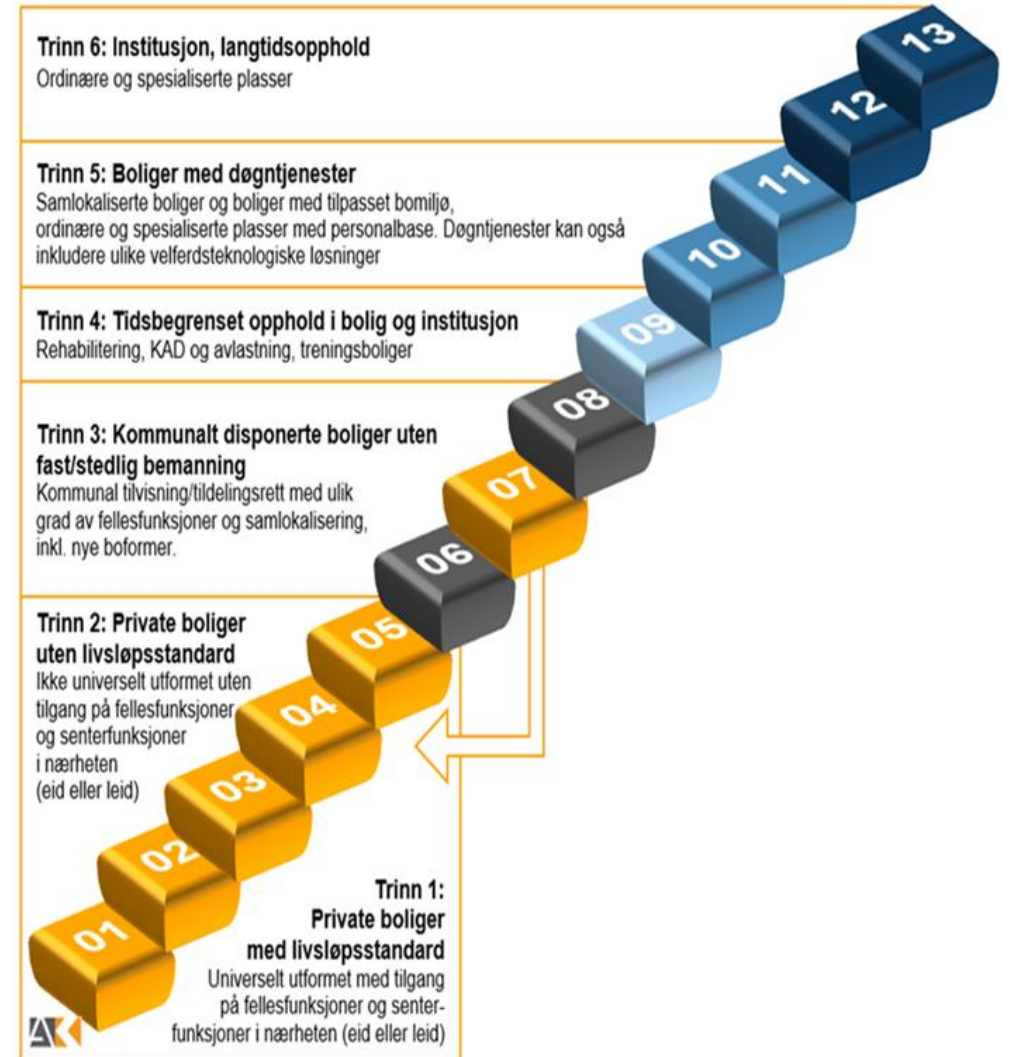 Trinn 6: Institusjon, langtidsopphold
Ordinære og spesialiserte plasser
Trinn 5: Boliger med døgntjenester
Samlokaliserte boliger og boliger med tilpasset bomiljø,
ordinære og spesialiserte plasser med personalbase. Døgntjenester kan også
inkludere ulike velferdsteknologiske løsninger
Trinn 4: Tidsbegrenset opphold i bolig og institusjon
Rehabilitering, KAD og avlastning, treningsboliger
Trinn 3: Kommunalt disponerte boliger uten
fast/stedlig bemanning
Kommunal tilvisning/tildelingsrett med ulik
grad av fellesfunksjoner og samlokalisering,
inkl. nye boformer.
Trinn 2: Private boliger
uten livsløpsstandard
Ikke universelt utformet uten
tilgang på fellesfunksjoner
og senterfunksjoner
i nærheten
(eid eller leid)
Trinn 1:
Private boliger
med livsløpsstandard
Universelt utformet med tilgang
på fellesfunksjoner og senter-
funksjoner i nærheten (eid eller leid)
13
12
11
10
09
08
07
06
05
04
03
02
01
AK